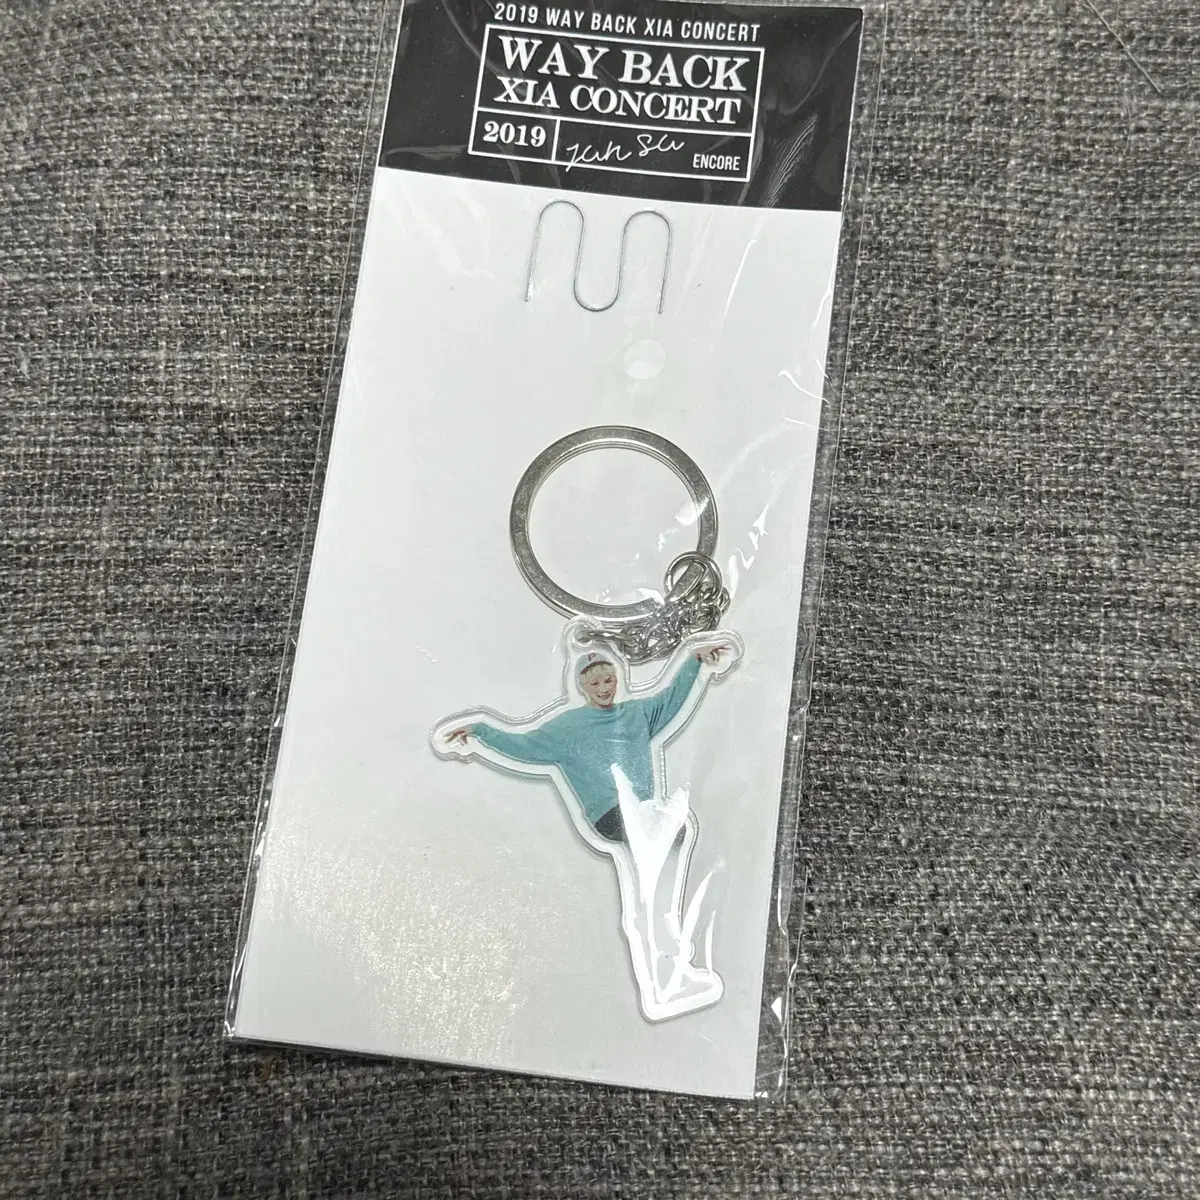 2019 WAY BACK XIA CONCERT
WAY BACK
XIA CONCERT
2019
ENCORE